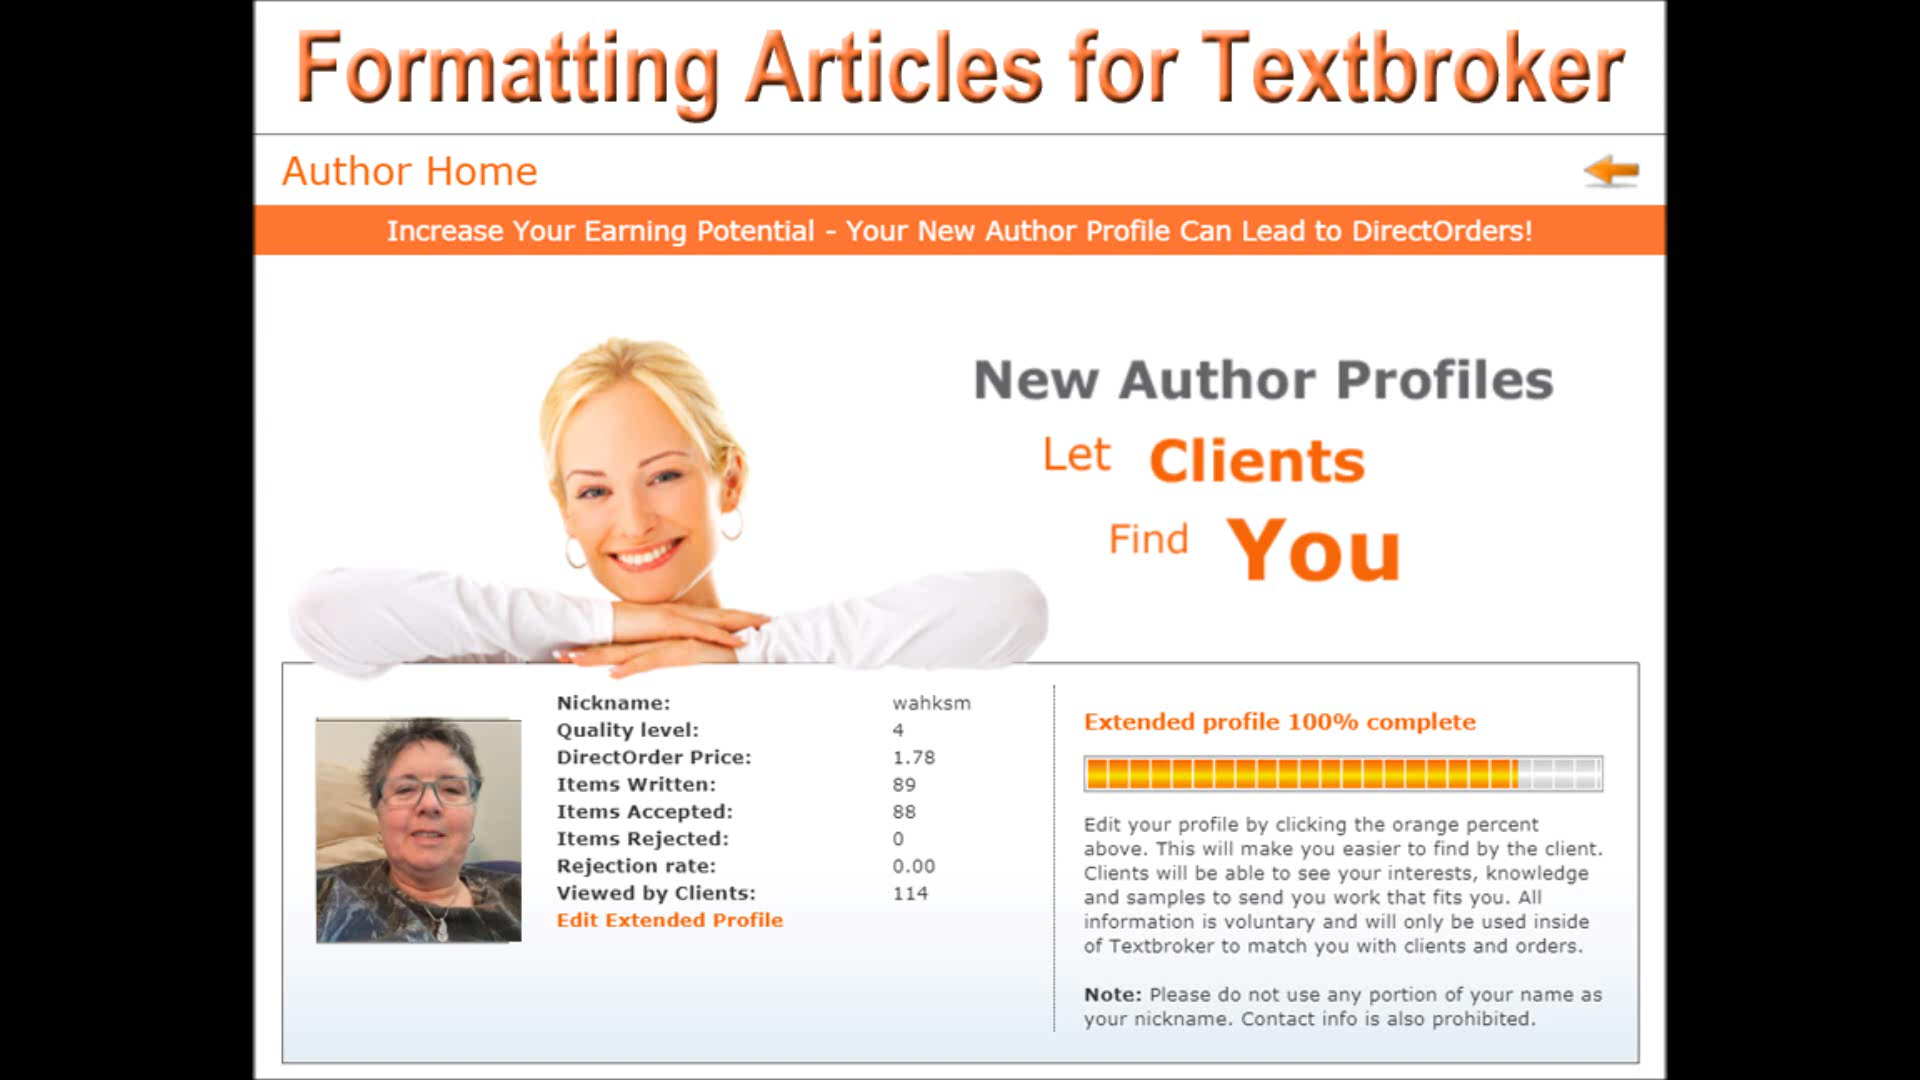 Formatting Articles for Textbroker
Author Home
Increase Your Earning Potential - Your New Author Profile Can Lead to DirectOrders!
New Author Profiles
Let Clients
Find You
Nickname: wahksm
Quality level: 4
DirectOrder Price: 1.78
Items Written: 89
Items Accepted: 88
Items Rejected: 0
Rejection rate: 0.00
Viewed by Clients: 114
Edit Extended Profile
Extended profile 100% complete
Edit your profile by clicking the orange percent
above. This will make you easier to find by the client.
Clients will be able to see your interests, knowledge
and samples to send you work that fits you. All
information is voluntary and will only be used inside
of Textbroker to match you with clients and orders.
Note: Please do not use any portion of your name as
your nickname. Contact info is also prohibited.